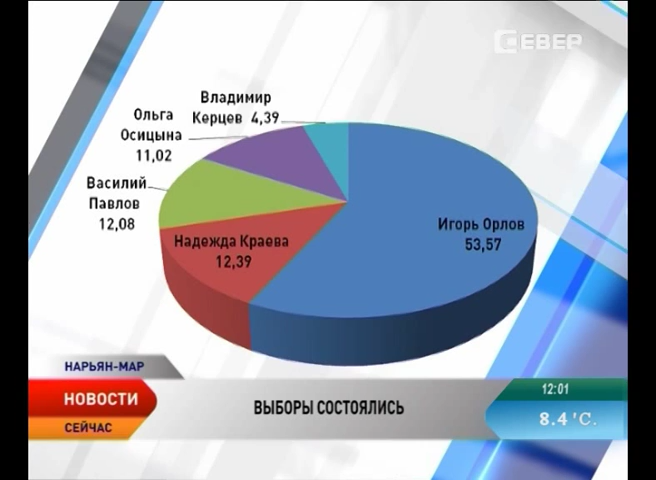 СЕВЕР
Владимир
Керцев 4,39
Ольга
Осицына
11,02
Василий
Павлов
12,08
Надежда Краева
12,39
Игорь Орлов
53,57
НАРЬЯН-МАР
НОВОСТИ
СЕЙЧАС
ВЫБОРЫ СОСТОЯЛИСЬ
12:01
8.4 'C.